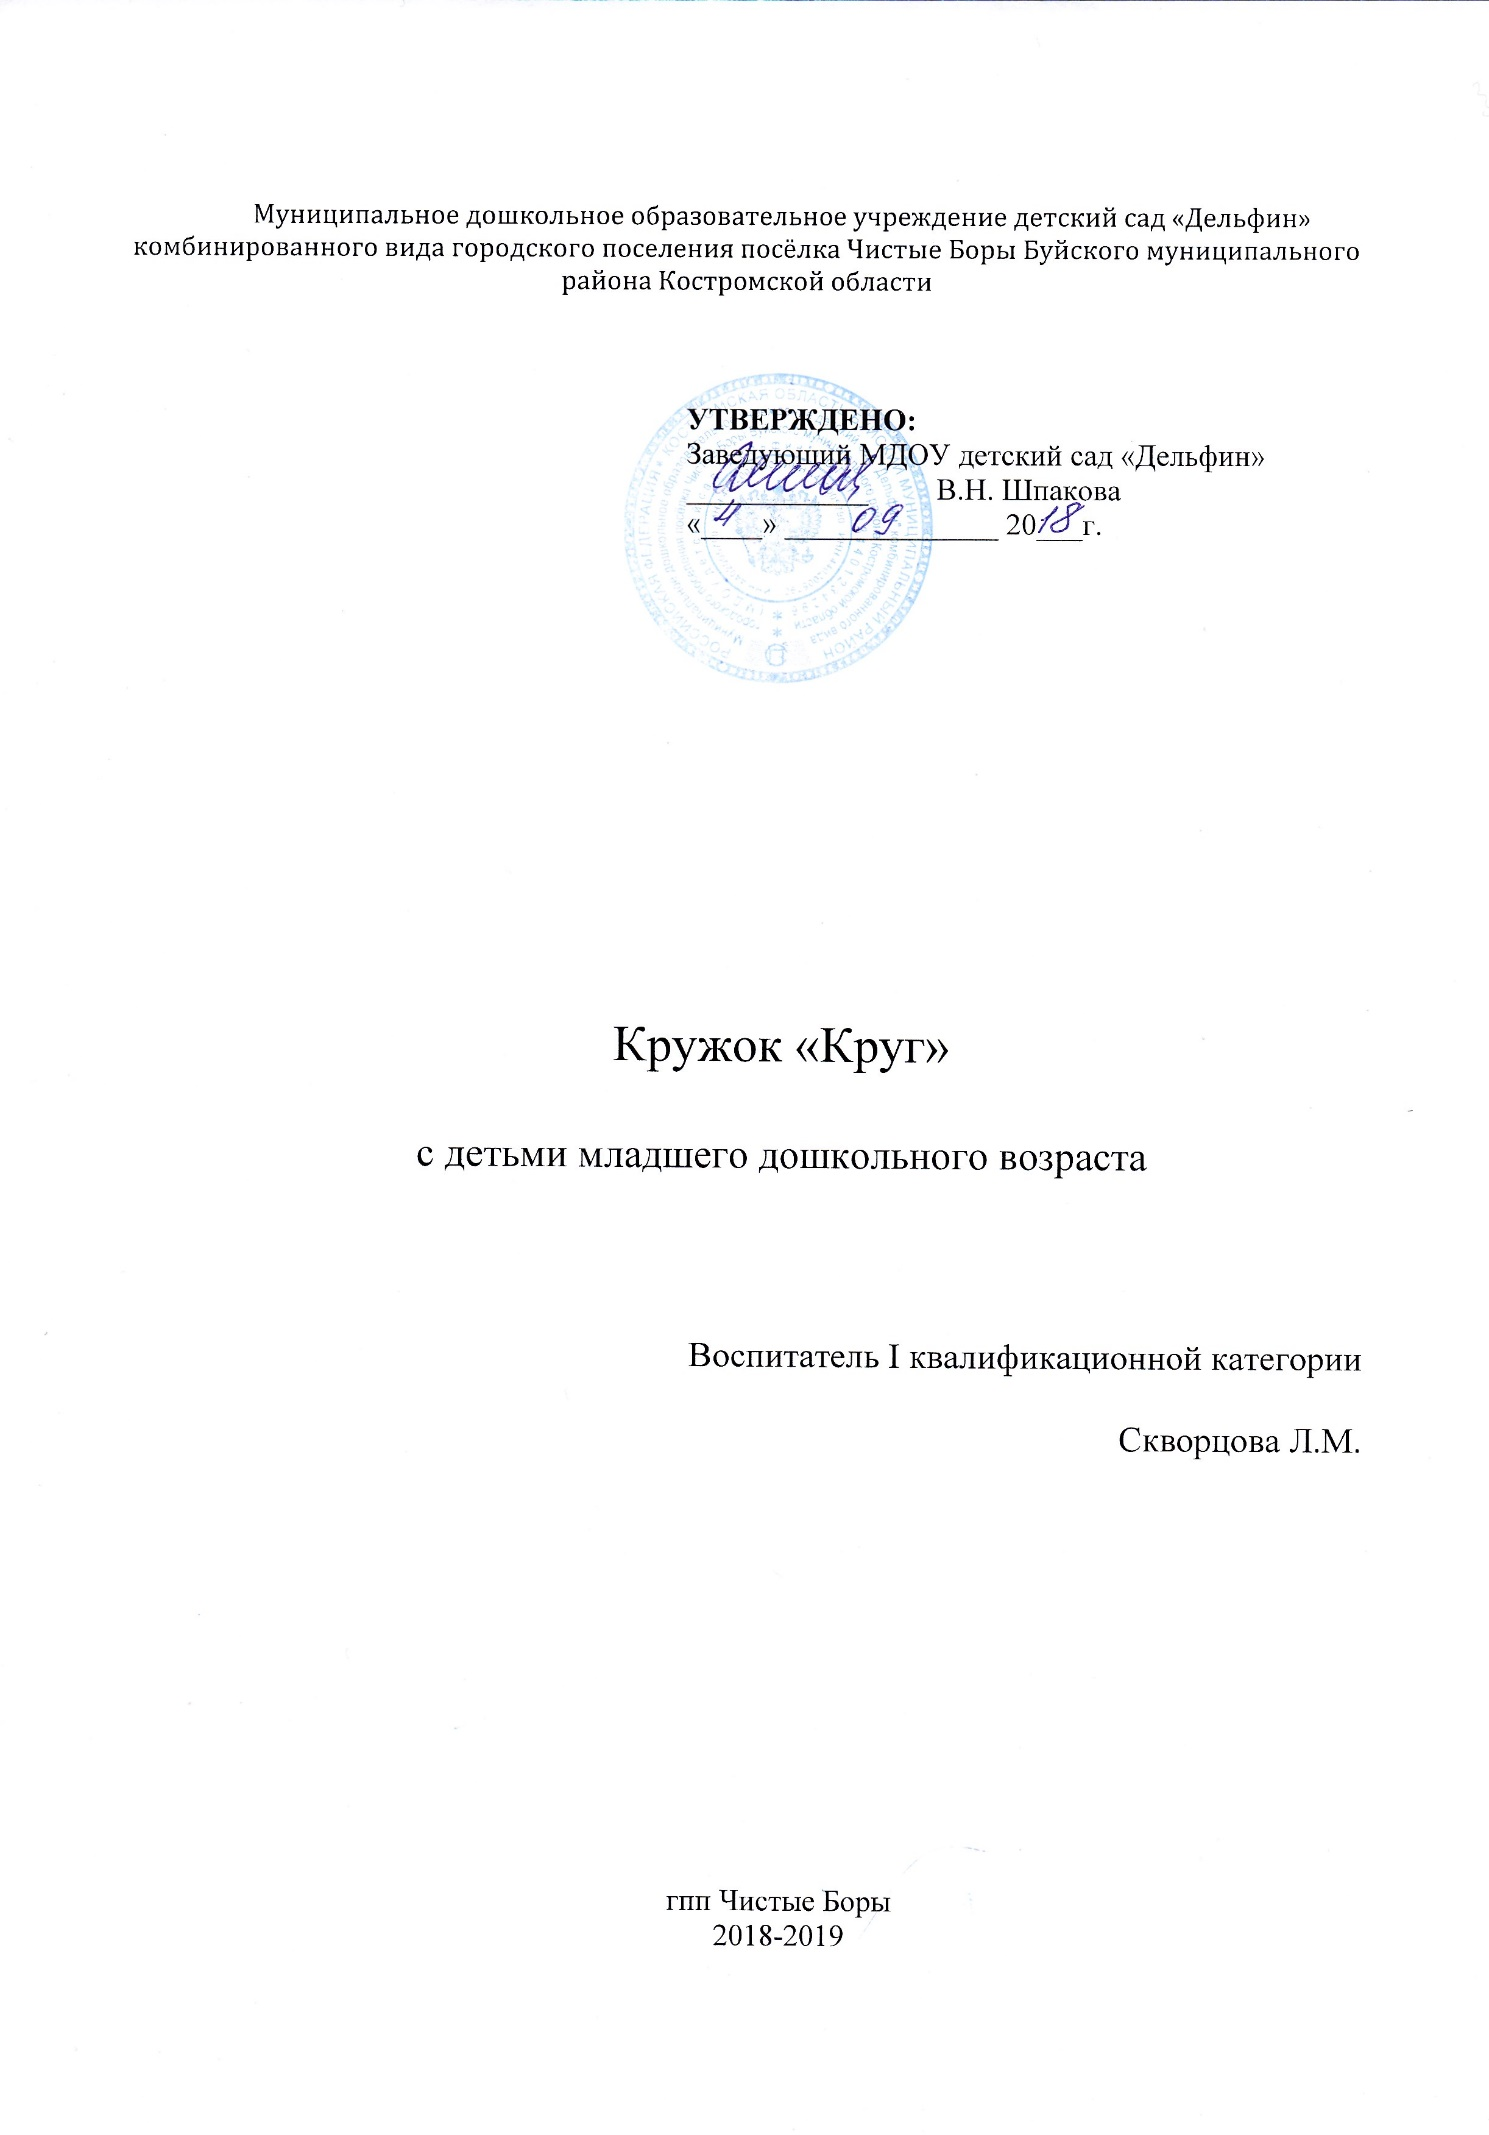 Муниципальное дошкольное образовательное учреждение детский сад «Дельфин»
комбинированного вида городского поселения посёлка Чистые Боры Буйского муниципального
района Костромской области
УТВЕРЖДЕНО:
Заведующий МДОУ детский сад «Дельфин»
____________ В.Н. Шпакова
«4» 09 2018г.
Кружок «Круг»
с детьми младшего дошкольного возраста
Воспитатель I квалификационной категории
Скворцова Л.М.
гпп Чистые Боры
2018-2019